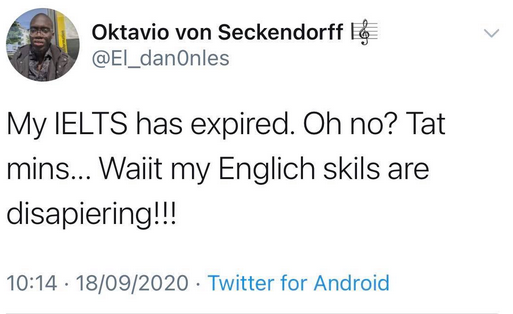 Oktavio von Seckendorff 🎼
@El_dan0nles
My IELTS has expired. Oh no? Tat
mins... Waiit my Englich skils are
disapiering!!!
10:14 · 18/09/2020 · Twitter for Android